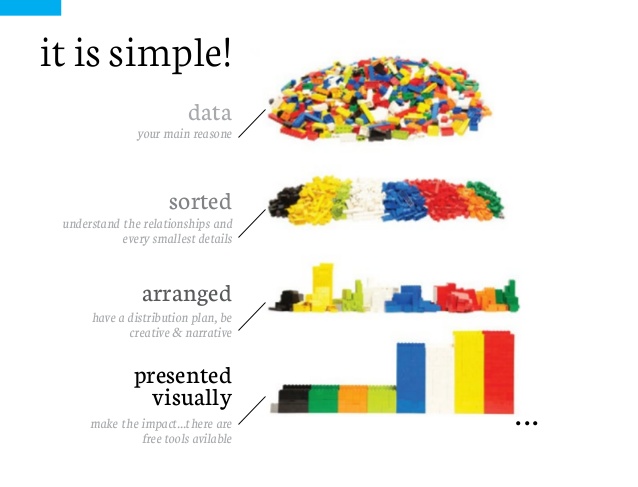 it is simple!
data
your main reasone
sorted
understand the relationships and
every smallest details
arranged
have a distribution plan, be
creative & narrative
presented
visually
make the impact...there are
free tools avilable
...